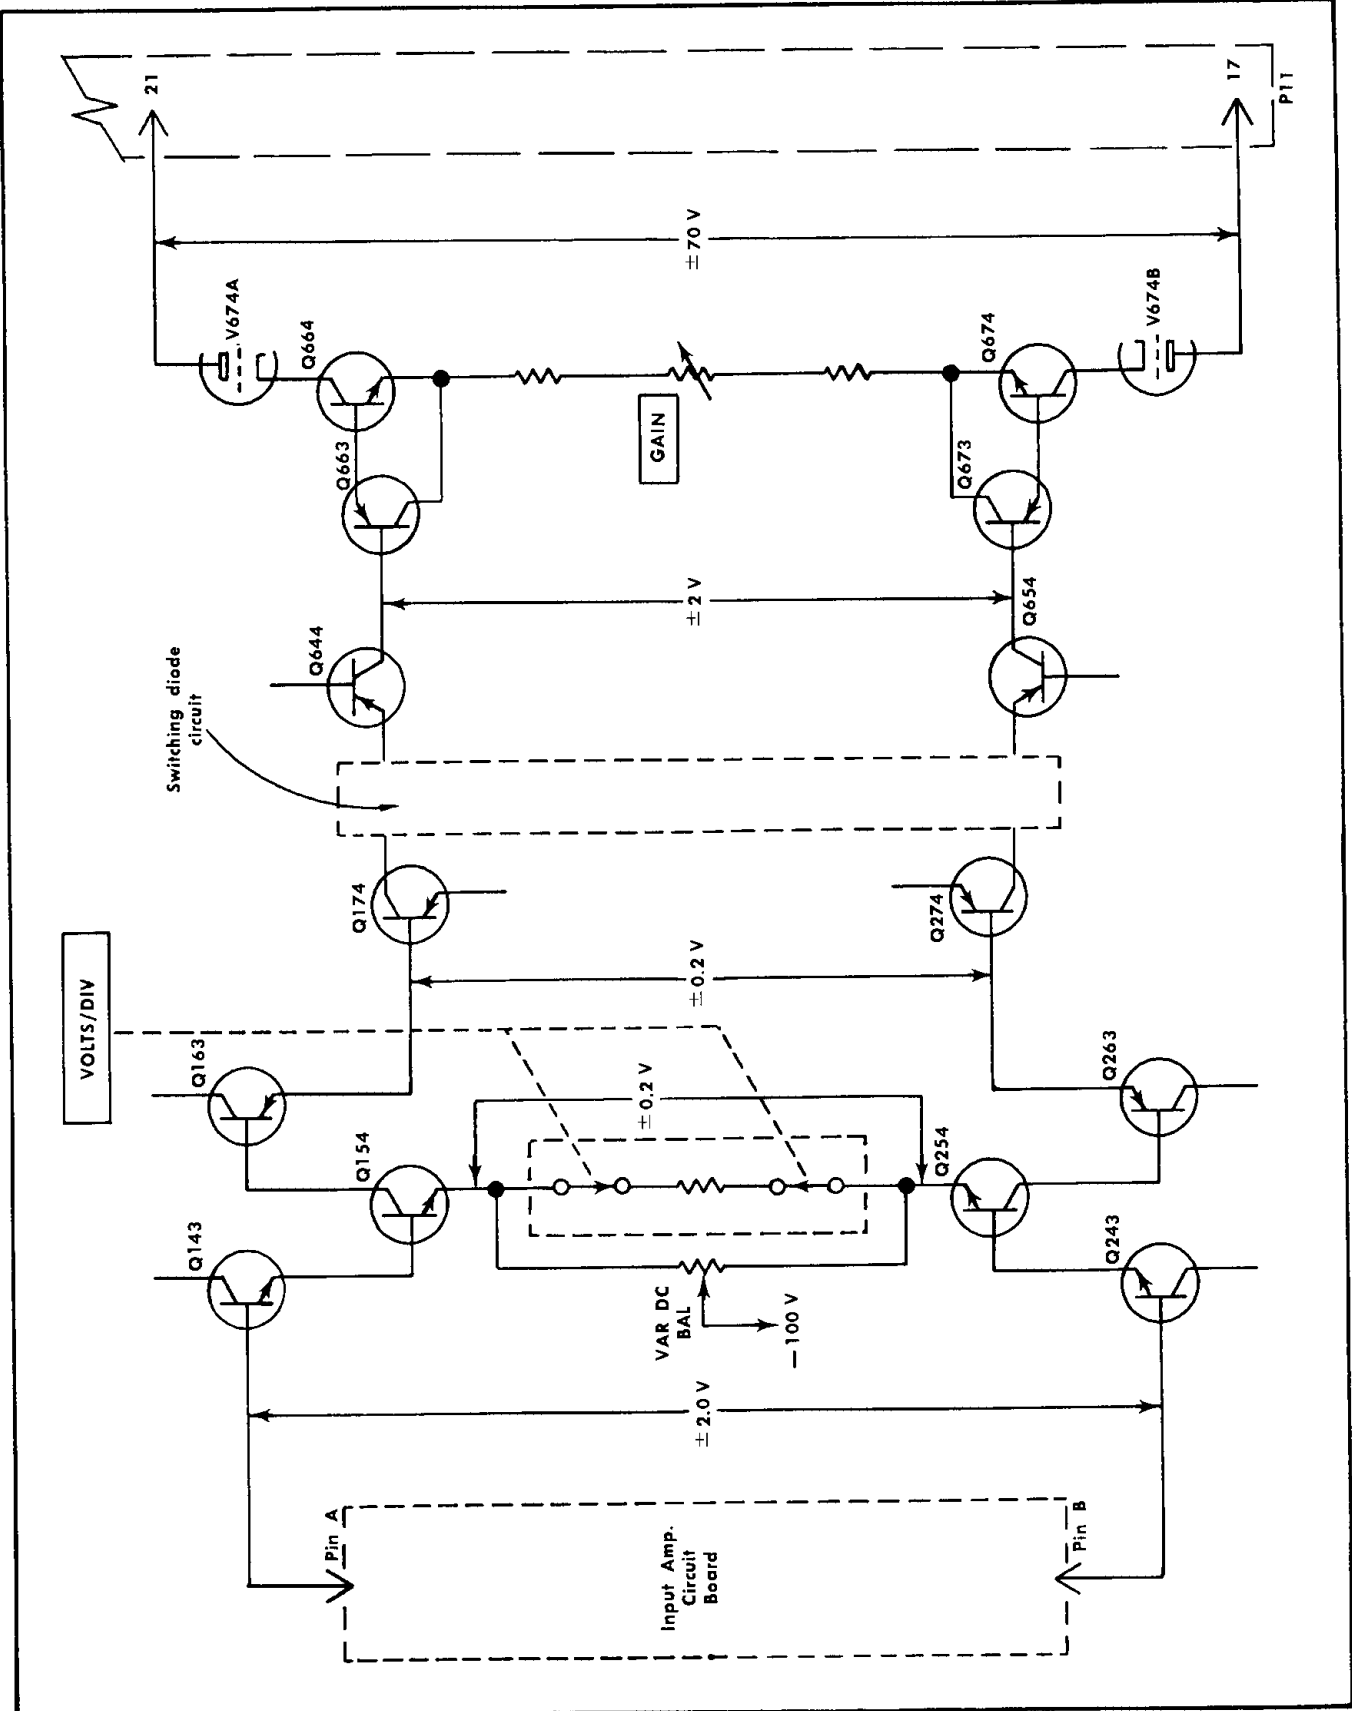 21
17
P11
±70 V
V674A
Q664
Q674
V674B
GAIN
Q663
Q673
±2 V
Q644
Q654
Switching diode
circuit
Q174
Q274
±0.2 V
VOLTS/DIV
Q163
Q263
±0.2 V
Q154
Q254
Q143
Q243
VAR DC
BAL
−100 V
±2.0 V
Pin A
Pin B
Input Amp.
Circuit
Board